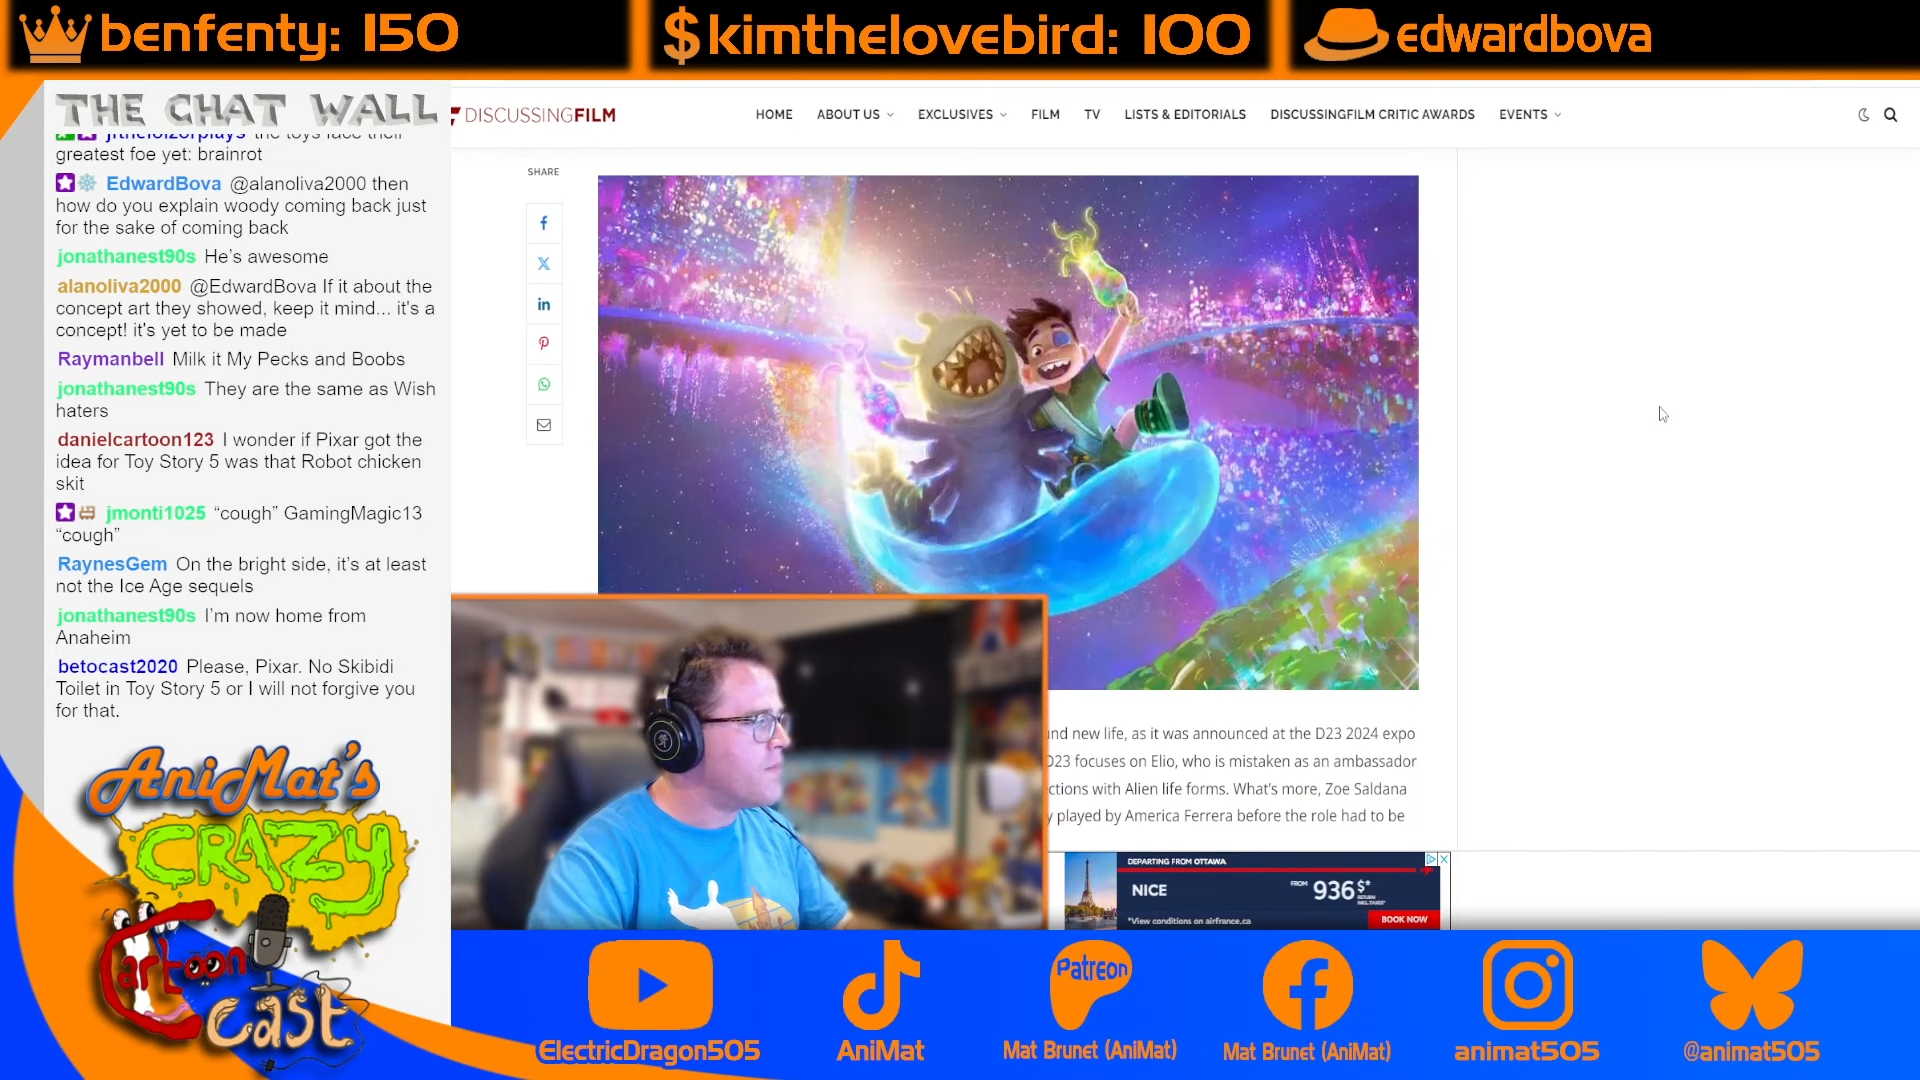 benfenty: 150
$kimthelovebird: 100
edwardbova
THE CHAT WALL
greatest foe yet: brainrot
EdwardBova @alanoliva2000 then
how do you explain woody coming back just
for the sake of coming back
jonathanest90s He's awesome
alanoliva2000 @EdwardBova If it about the
concept art they showed, keep it mind... it's a
concept! it's yet to be made
Raymanbell Milk it My Pecks and Boobs
jonathanest90s They are the same as Wish
haters
danielcartoon123 I wonder if Pixar got the
idea for Toy Story 5 was that Robot chicken
skit
jmonti1025 “cough” GamingMagic13
“cough”
RaynesGem On the bright side, it's at least
not the Ice Age sequels
jonathanest90s I'm now home from
Anaheim
betocast2020 Please, Pixar. No Skibidi
Toilet in Toy Story 5 or I will not forgive you
for that.
AniMat's
CRAZY
Cartoon
Cast
DISCUSSINGFILM
HOME
ABOUT US
EXCLUSIVES
FILM
TV
LISTS & EDITORIALS
DISCUSSINGFILM CRITIC AWARDS
EVENTS
SHARE
new life, as it was announced at the D23 2024 expo
D23 focuses on Elio, who is mistaken as an ambassador
with Alien life forms. What's more, Zoe Saldana
played by America Ferrera before the role had to be
DEPARTING FROM OTTAWA
NICE
FROM 936$*
*View conditions on airfrance.ca
BOOK NOW
ElectricDragon505
AniMat
Patreon
Mat Brunet (AniMat)
Mat Brunet (AniMat)
animat505
@animat505